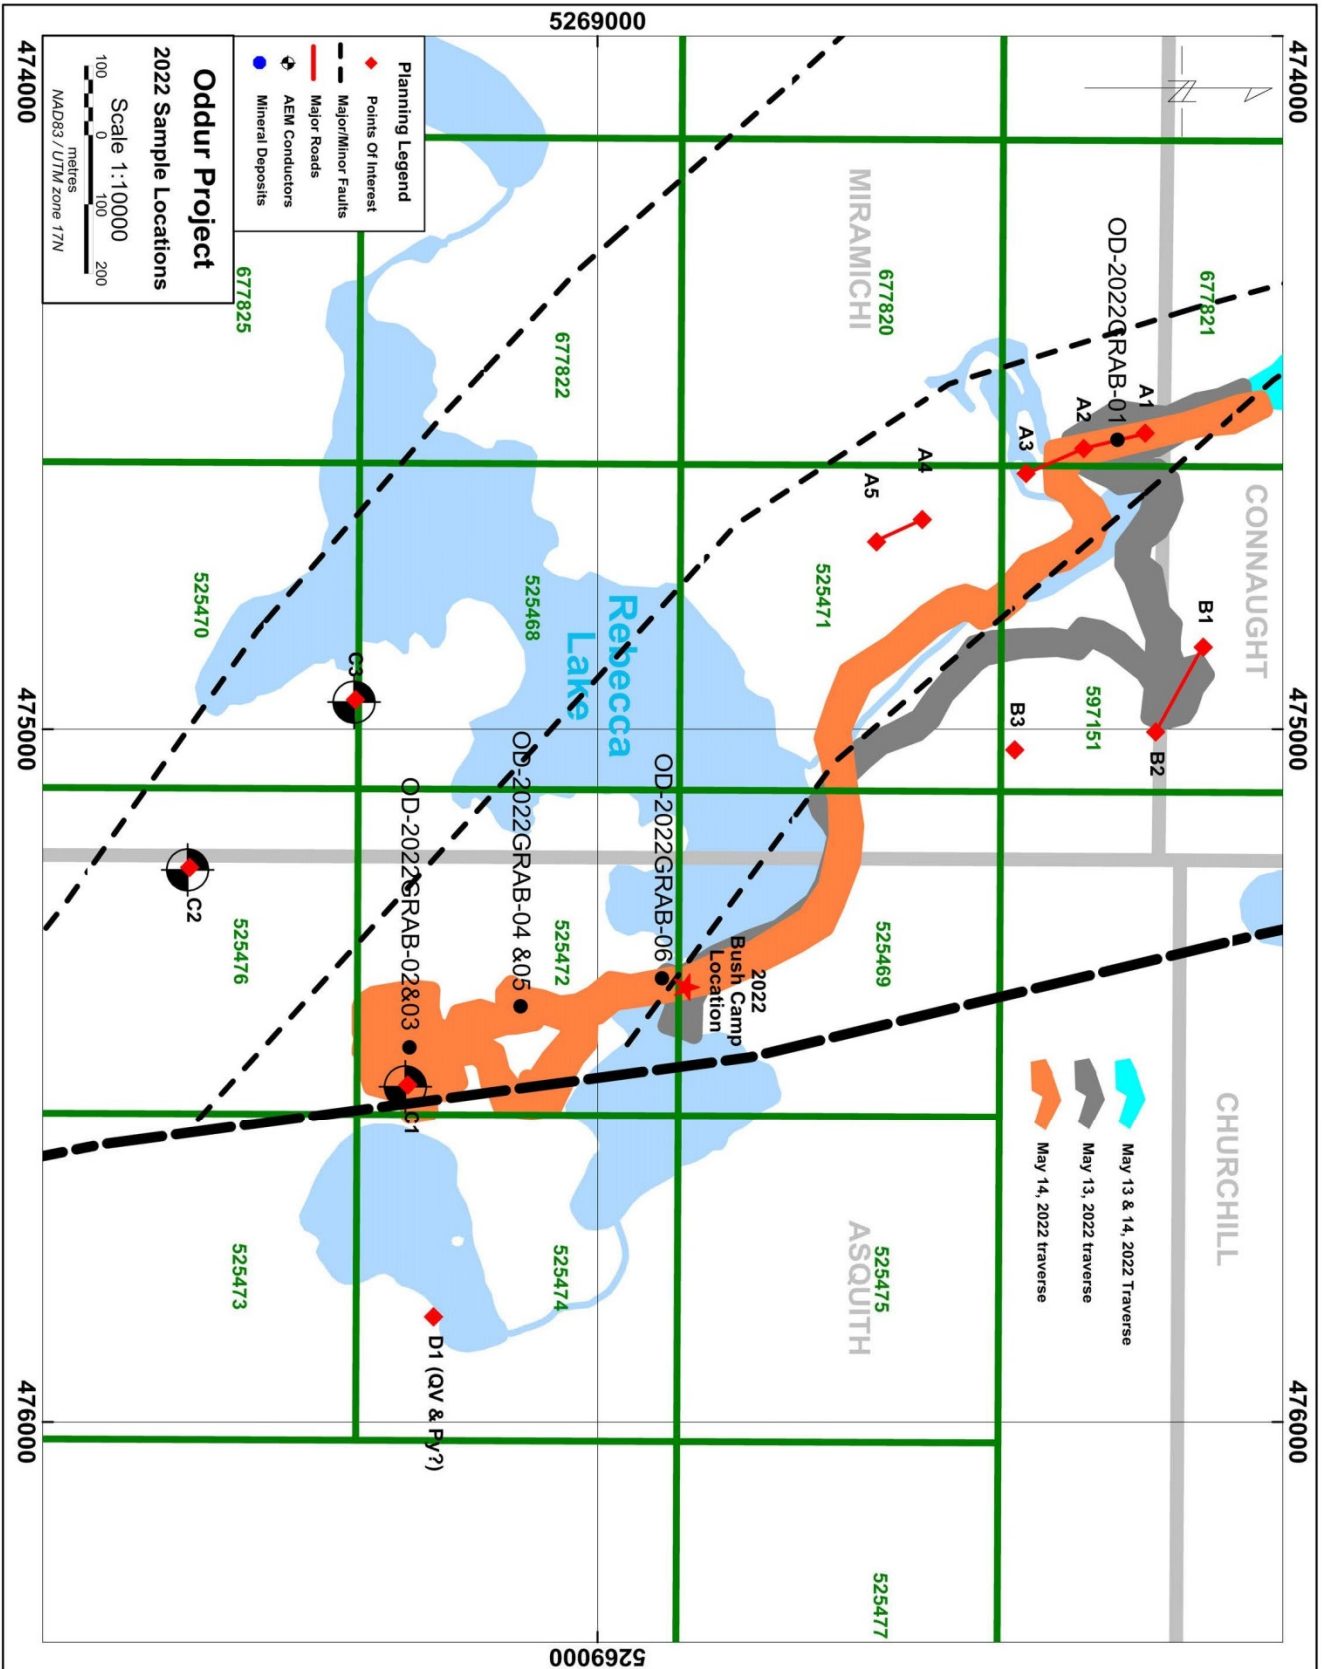 474000
475000
476000
5269000
5269000
474000
475000
476000
CONNAUGHT
CHURCHILL
MIRAMICHI
ASQUITH
677821
677820
677822
677825
597151
525471
525469
525475
525477
525468
525472
525474
525470
525476
525473
OD-2022GRAB-01
A1
A2
A3
A4
A5
B1
B2
B3
Rebecca
Lake
2022
Bush Camp
Location
OD-2022GRAB-06
OD-2022GRAB-04 &05
OD-2022GRAB-02&03
C1
C2
C3
D1 (QV & Py?)
May 13 & 14, 2022 Traverse
May 13, 2022 traverse
May 14, 2022 traverse
Planning Legend
Points Of Interest
Major/Minor Faults
Major Roads
AEM Conductors
Mineral Deposits
Oddur Project
2022 Sample Locations
Scale 1:10000
100 0 100 200
metres
NAD83 / UTM zone 17N
N